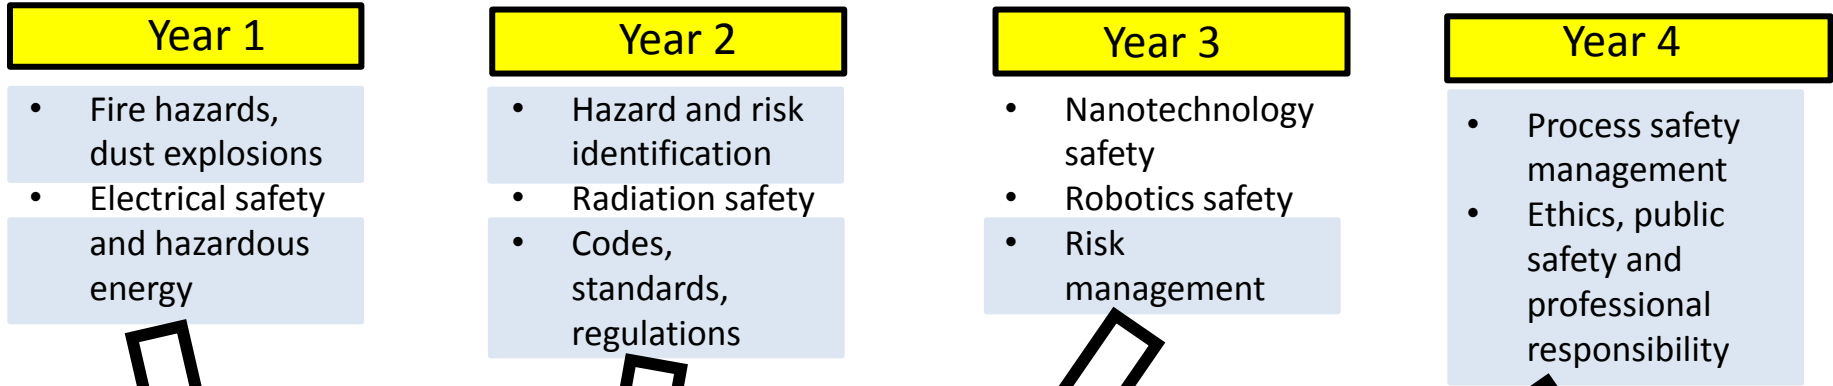 Year 1
• Fire hazards,
dust explosions
• Electrical safety
and hazardous
energy
Year 2
• Hazard and risk
identification
• Radiation safety
• Codes,
standards,
regulations
Year 3
• Nanotechnology
safety
• Robotics safety
• Risk
management
Year 4
• Process safety
management
• Ethics, public
safety and
professional
responsibility